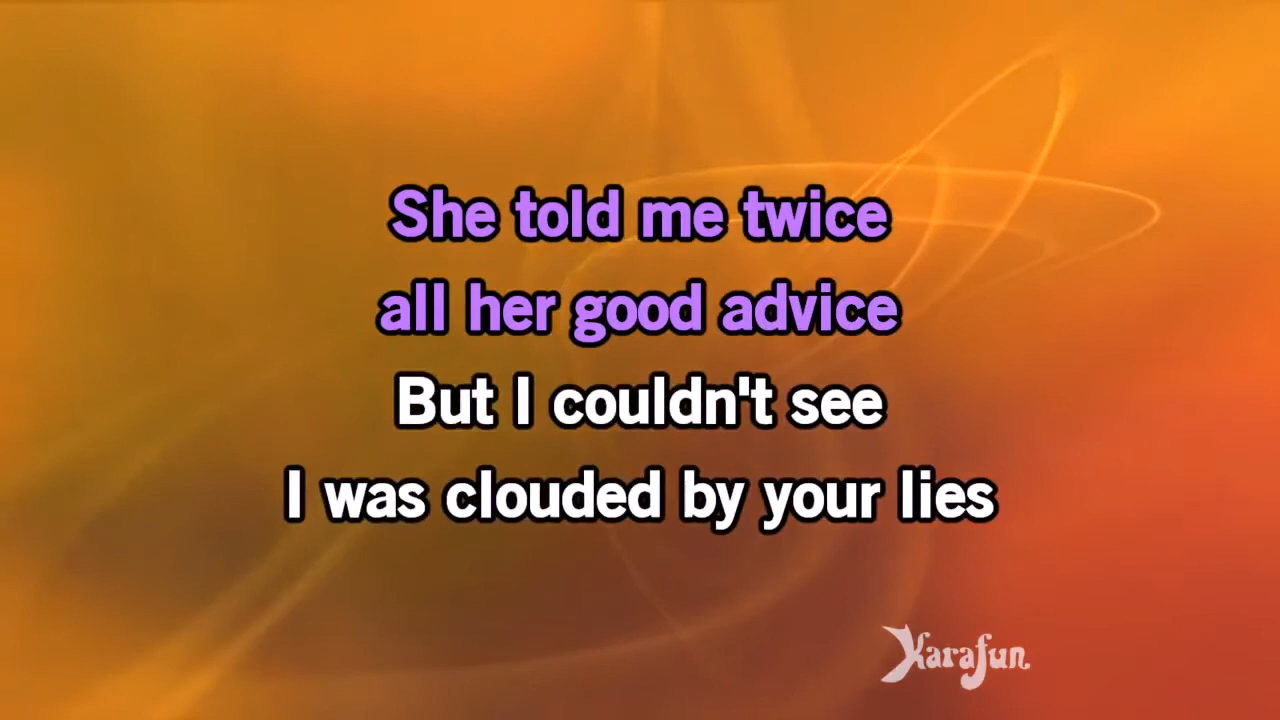 She told me twice
all her good advice
But I couldn't see
I was clouded by your lies
Karafun